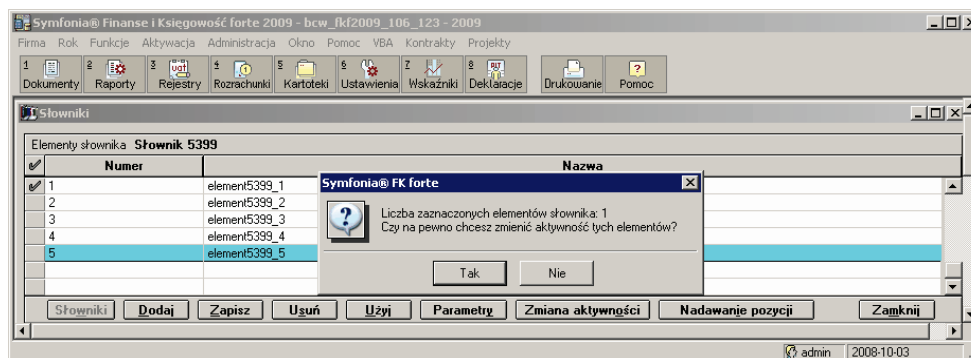 Symfonia® Finanse i Księgowość forte 2009 - bcw_fkf2009_106_123 - 2009
Firma Rok Funkcje Aktywacja Administracja Okno Pomoc VBA Kontrakty Projekty
1 2 3 4 5 6 7 8
Dokumenty Raporty Rejestry Rozrachunki Kartoteki Ustawienia Wskaźniki Deklaracje Drukowanie Pomoc
Słowniki
Elementy słownika Słownik 5399
Numer Nazwa
1 element5399_1
2 element5399_2
3 element5399_3
4 element5399_4
5 element5399_5
Symfonia® FK forte
Liczba zaznaczonych elementów słownika: 1
Czy na pewno chcesz zmienić aktywność tych elementów?
Tak Nie
Słowniki Dodaj Zapisz Usuń Użyj Parametry Zmiana aktywności Nadawanie pozycji Zamknij
admin 2008-10-03